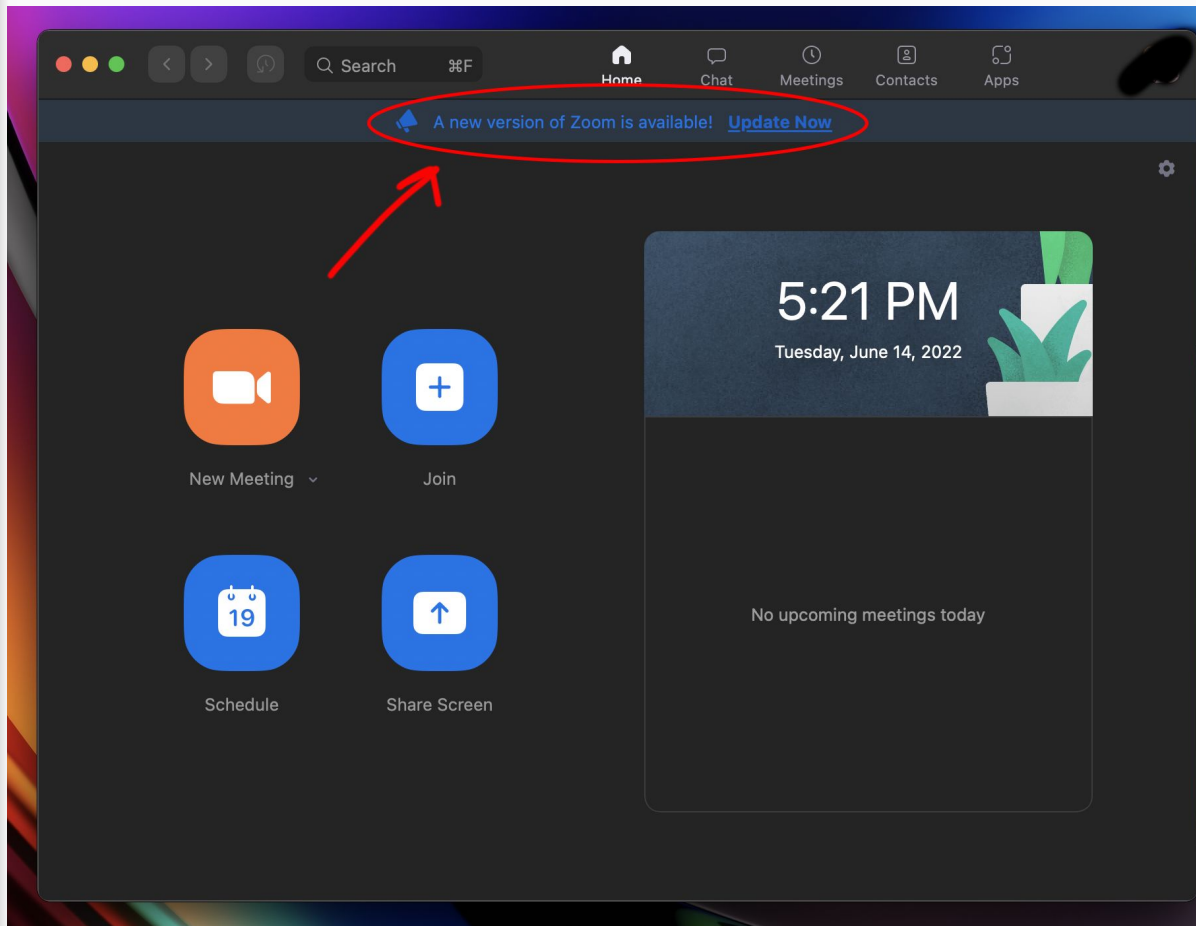 Search ⌘F
Home Chat Meetings Contacts Apps
A new version of Zoom is available! Update Now
5:21 PM
Tuesday, June 14, 2022
New Meeting
Join
19
Schedule
Share Screen
No upcoming meetings today